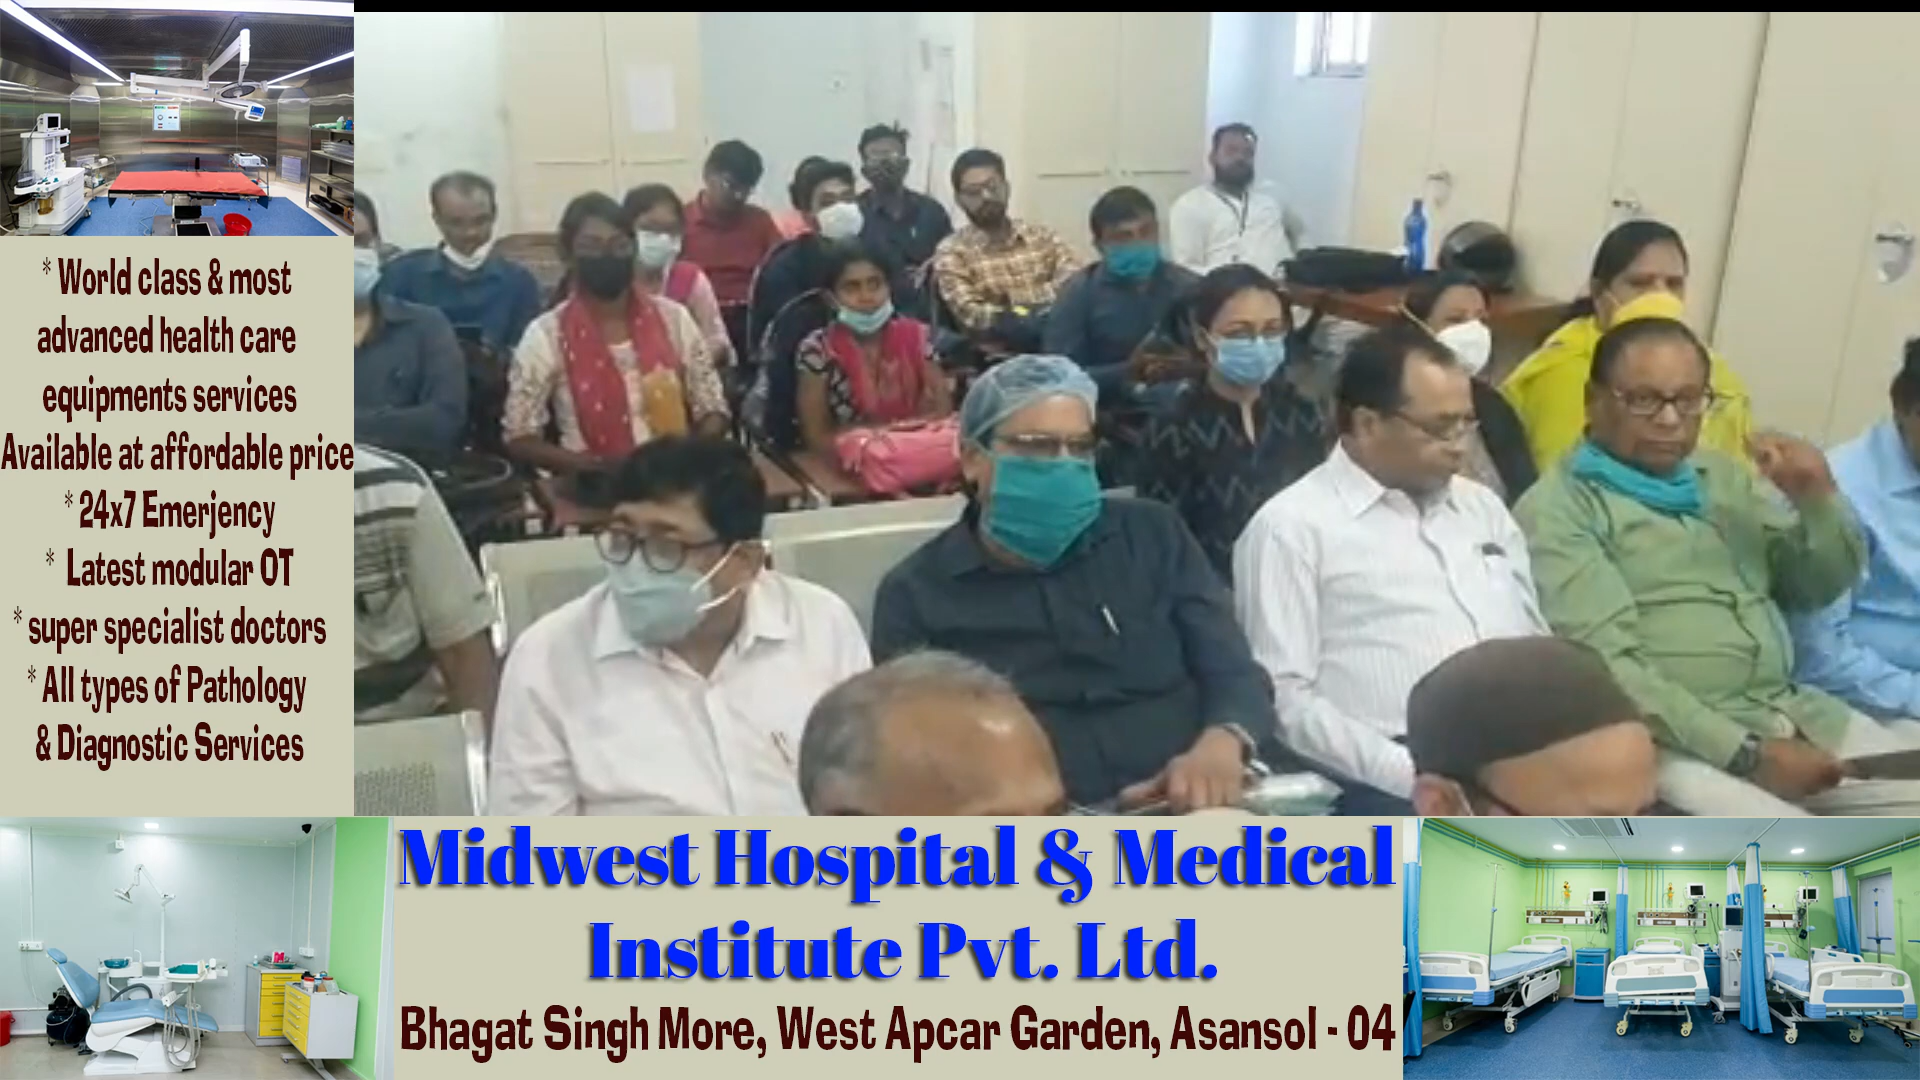 * World class & most
advanced health care
equipments services
Available at affordable price
* 24x7 Emerjency
* Latest modular OT
* super specialist doctors
* All types of Pathology
& Diagnostic Services
Midwest Hospital & Medical
Institute Pvt. Ltd.
Bhagat Singh More, West Apcar Garden, Asansol - 04